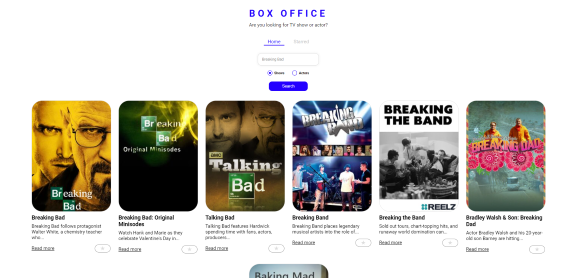 BOX OFFICE
Are you looking for TV show or actor?
Home Starred
Breaking Bad
Shows Actors
Search
Breaking
Bad
Breaking
Bad
Original Minisodes
AMC
Talking
Bad
BREAKING
BAND
BREAKING
THE BAND
REELZ
BREAKING DAD
Breaking Bad
Breaking Bad follows protagonist
Walter White, a chemistry teacher
who...
Read more
Breaking Bad: Original
Minisodes
Watch Hank and Marie as they
celebrate Valentine's Day in...
Read more
Talking Bad
Talking Bad features Hardwick
spending time with fans, actors,
producers...
Read more
Breaking Band
Breaking Band places legendary
musical artists into the role of...
Read more
Breaking the Band
Sold out tours, chart-topping hits, and
runaway world domination can...
Read more
Bradley Walsh & Son: Breaking
Dad
Bradley Walsh and his 20-year-
old son Barney are hitting...
Read more
Baking Mad